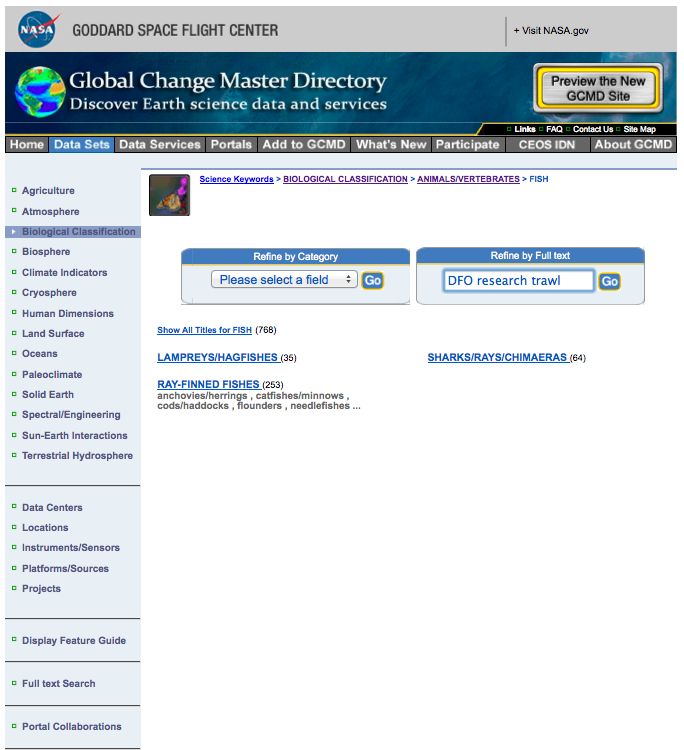 NASA
GODDARD SPACE FLIGHT CENTER
+ Visit NASA.gov
Global Change Master Directory
Discover Earth science data and services
Preview the New
GCMD Site
Links FAQ Contact Us Site Map
Home Data Sets Data Services Portals Add to GCMD What's New Participate CEOS IDN About GCMD
Science Keywords > BIOLOGICAL CLASSIFICATION > ANIMALS/VERTEBRATES > FISH
Agriculture
Atmosphere
Biological Classification
Biosphere
Climate Indicators
Cryosphere
Human Dimensions
Land Surface
Oceans
Paleoclimate
Solid Earth
Spectral/Engineering
Sun-Earth Interactions
Terrestrial Hydrosphere
Data Centers
Locations
Instruments/Sensors
Platforms/Sources
Projects
Display Feature Guide
Full text Search
Portal Collaborations
Refine by Category
Please select a field Go
Refine by Full text
DFO research trawl Go
Show All Titles for FISH (768)
LAMPREYS/HAGFISHES (35)
SHARKS/RAYS/CHIMAERAS (64)
RAY-FINNED FISHES (253)
anchovies/herrings , catfishes/minnows ,
cods/haddocks , flounders , needlefishes ...